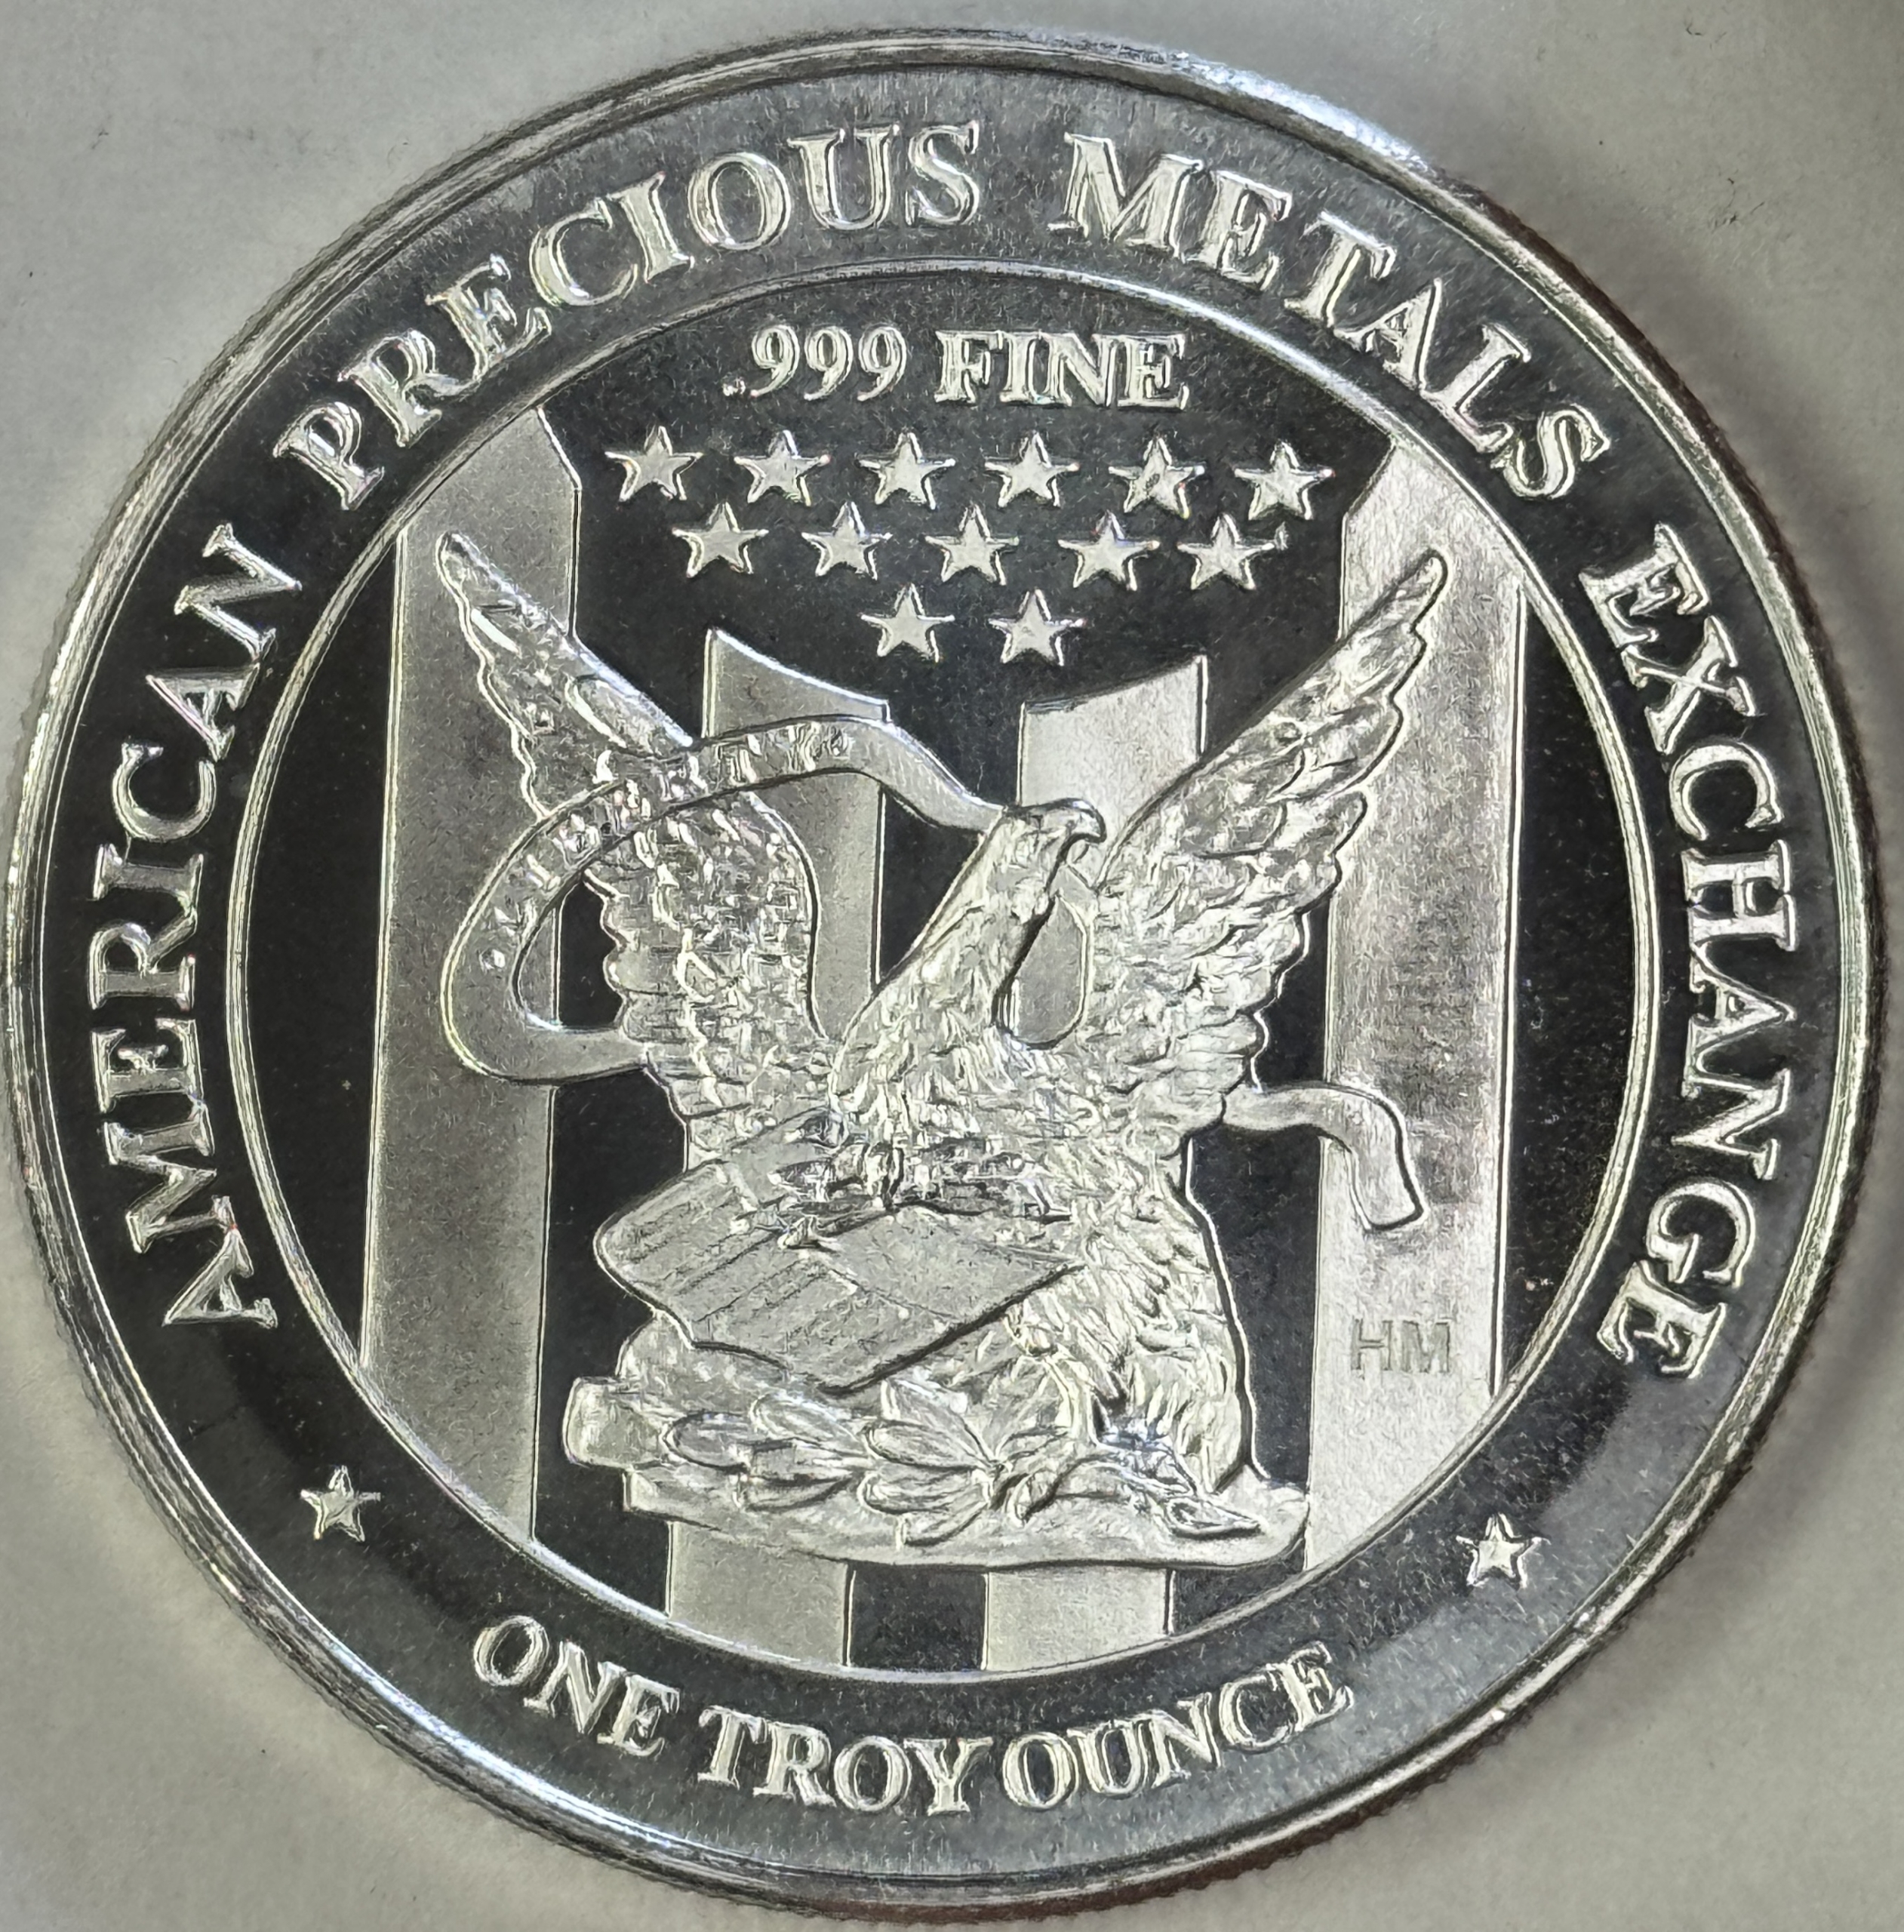 AMERICAN PRECIOUS METALS EXCHANGE
.999 FINE
HM
ONE TROY OUNCE